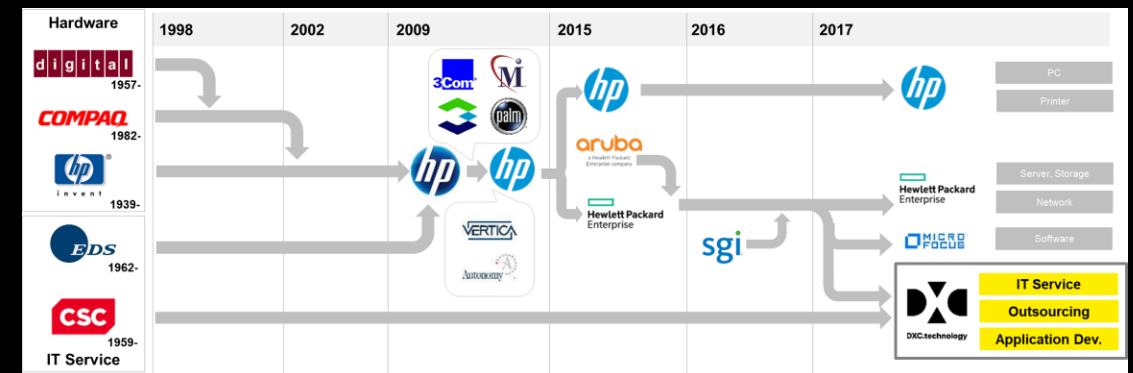 Hardware
1998
2002
2009
2015
2016
2017
digital
1957-
COMPAQ
1982-
hp
invent
1939-
EDS
1962-
CSC
1959-
IT Service
3Com
M
palm
hp
hp
VERTICA
Autonomy
hp
aruba
a Hewlett Packard
Enterprise company
Hewlett Packard
Enterprise
sgi
hp
PC
Printer
Hewlett Packard
Enterprise
Server, Storage
Network
MICRO
FOCUS
Software
DXC.technology
IT Service
Outsourcing
Application Dev.